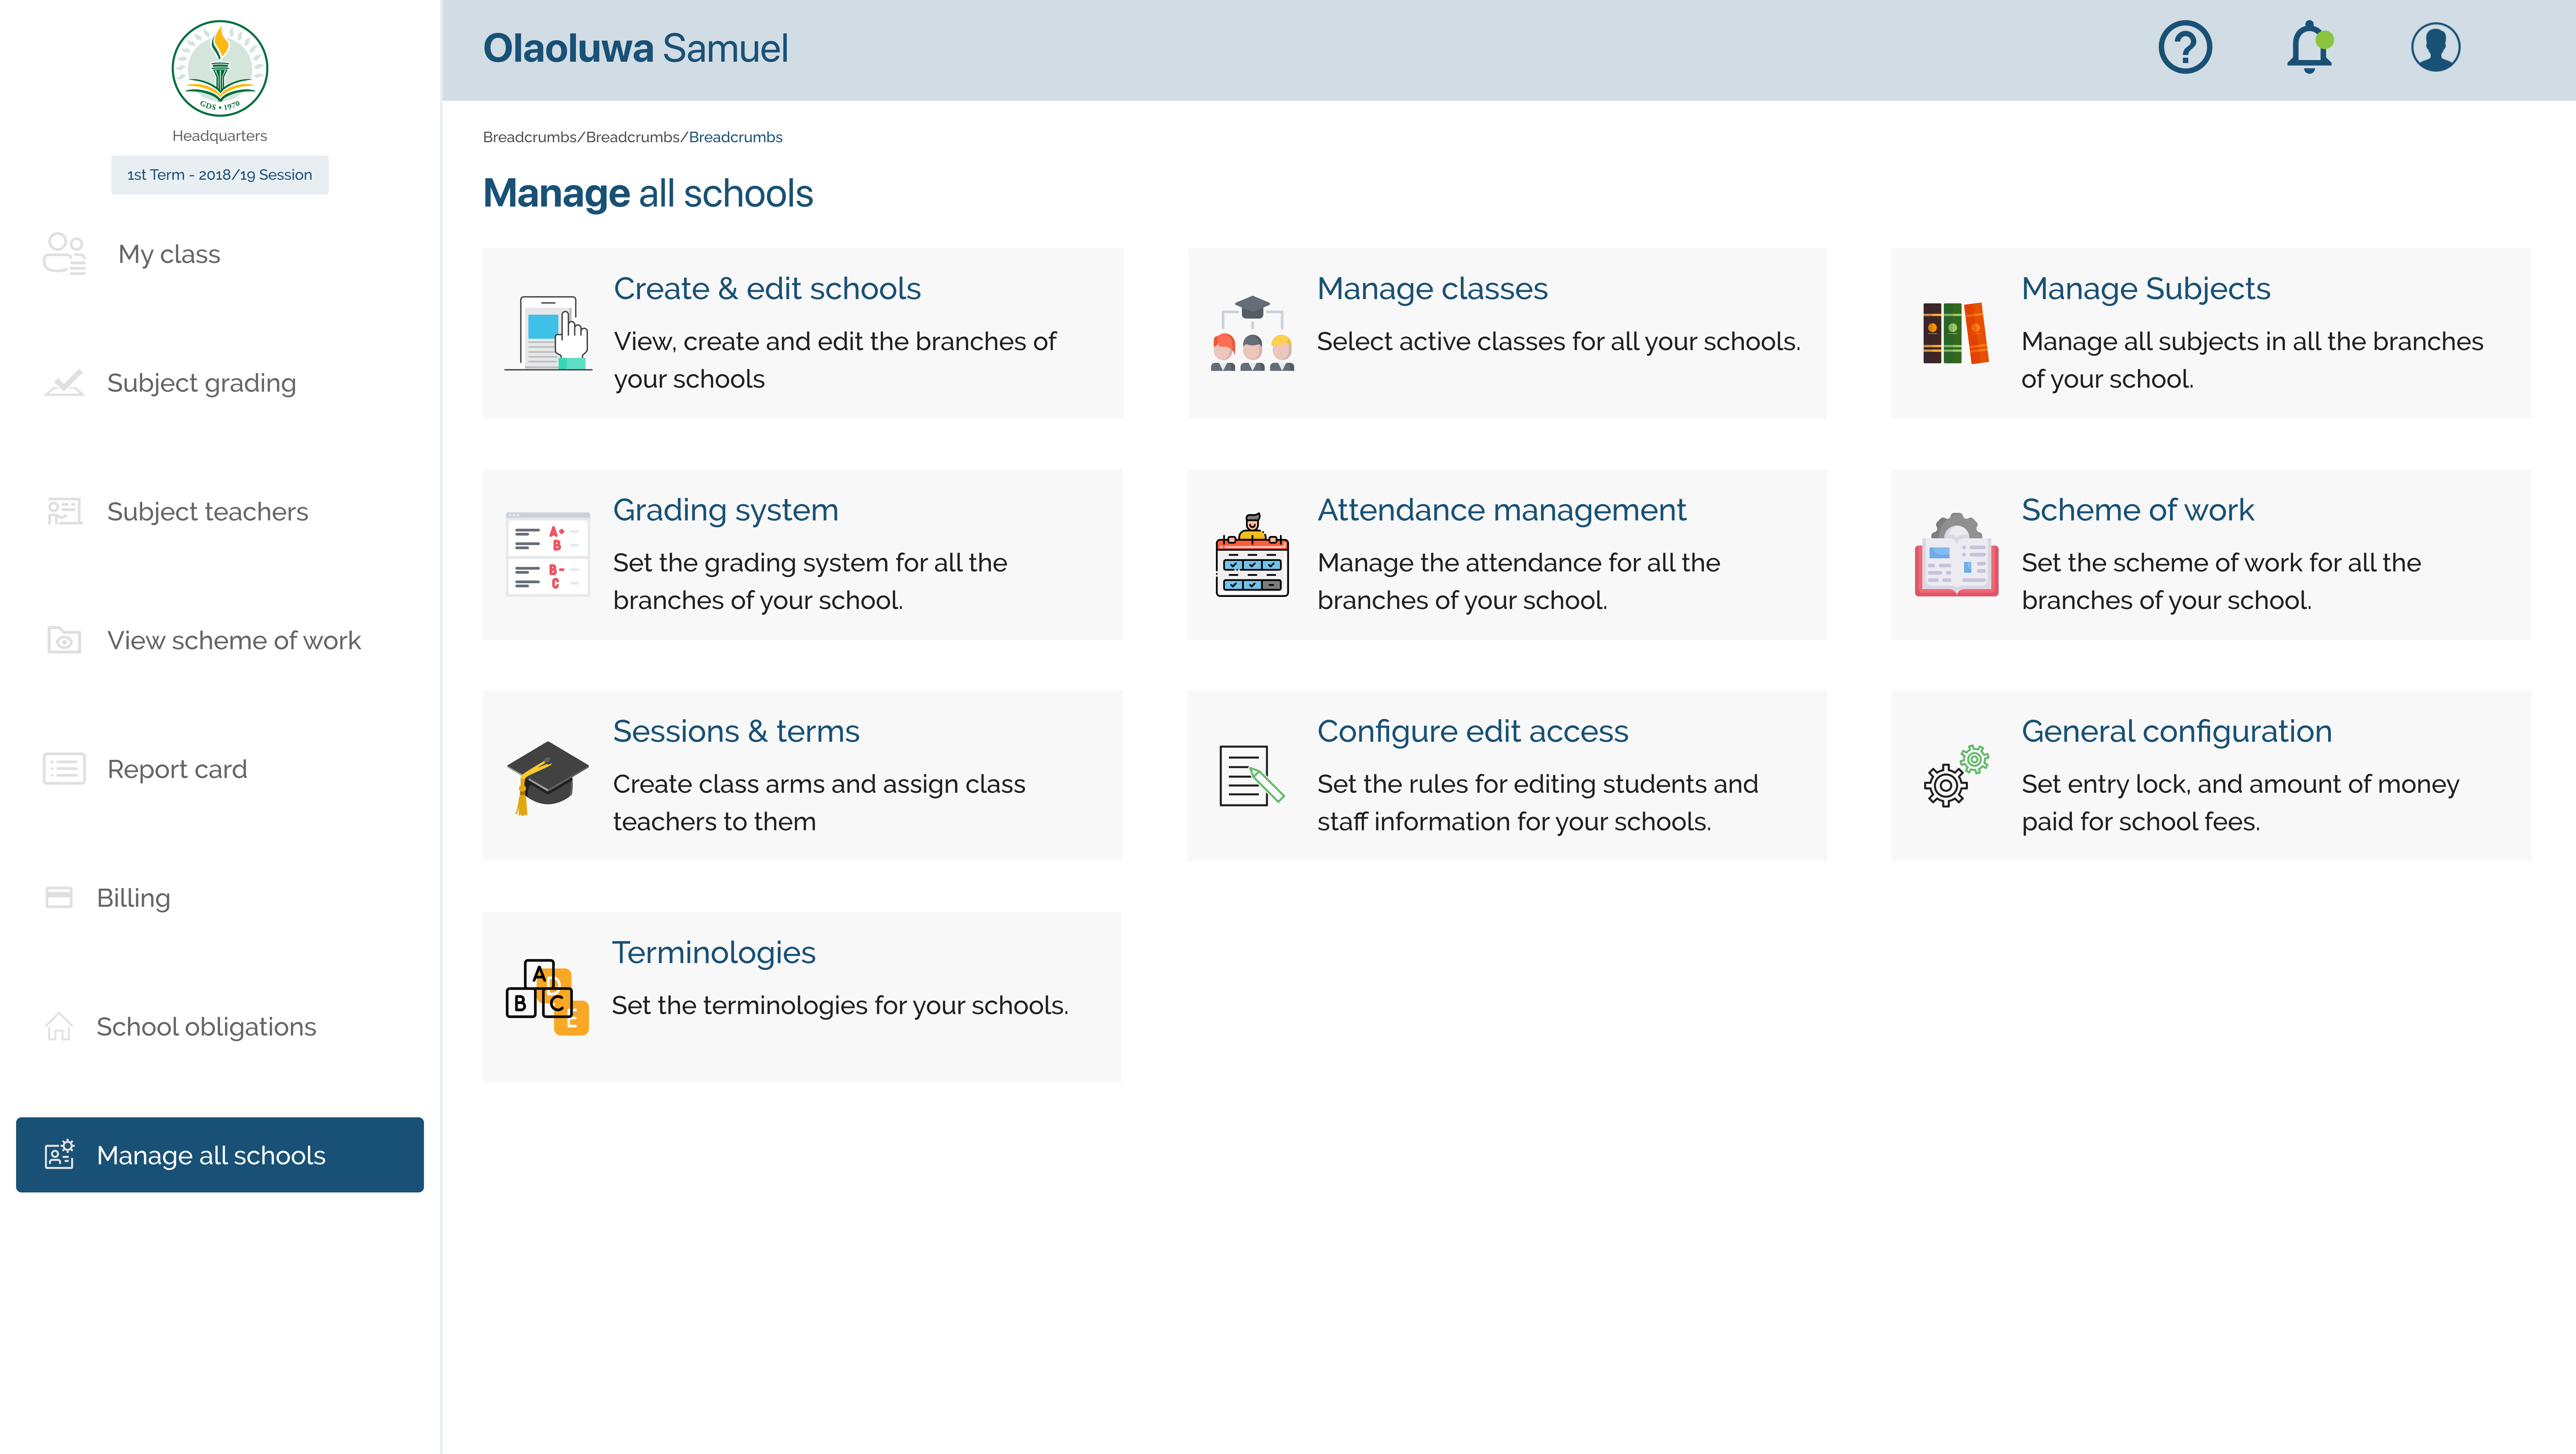 GDS • 1970
Headquarters
1st Term - 2018/19 Session
My class
Subject grading
Subject teachers
View scheme of work
Report card
Billing
School obligations
Manage all schools
Olaoluwa Samuel
Breadcrumbs/Breadcrumbs/Breadcrumbs
Manage all schools
Create & edit schools
View, create and edit the branches of
your schools
Manage classes
Select active classes for all your schools.
Manage Subjects
Manage all subjects in all the branches
of your school.
A+
B
B-
C
Grading system
Set the grading system for all the
branches of your school.
Attendance management
Manage the attendance for all the
branches of your school.
Scheme of work
Set the scheme of work for all the
branches of your school.
Sessions & terms
Create class arms and assign class
teachers to them
Configure edit access
Set the rules for editing students and
staff information for your schools.
General configuration
Set entry lock, and amount of money
paid for school fees.
A
D
B C
E
Terminologies
Set the terminologies for your schools.